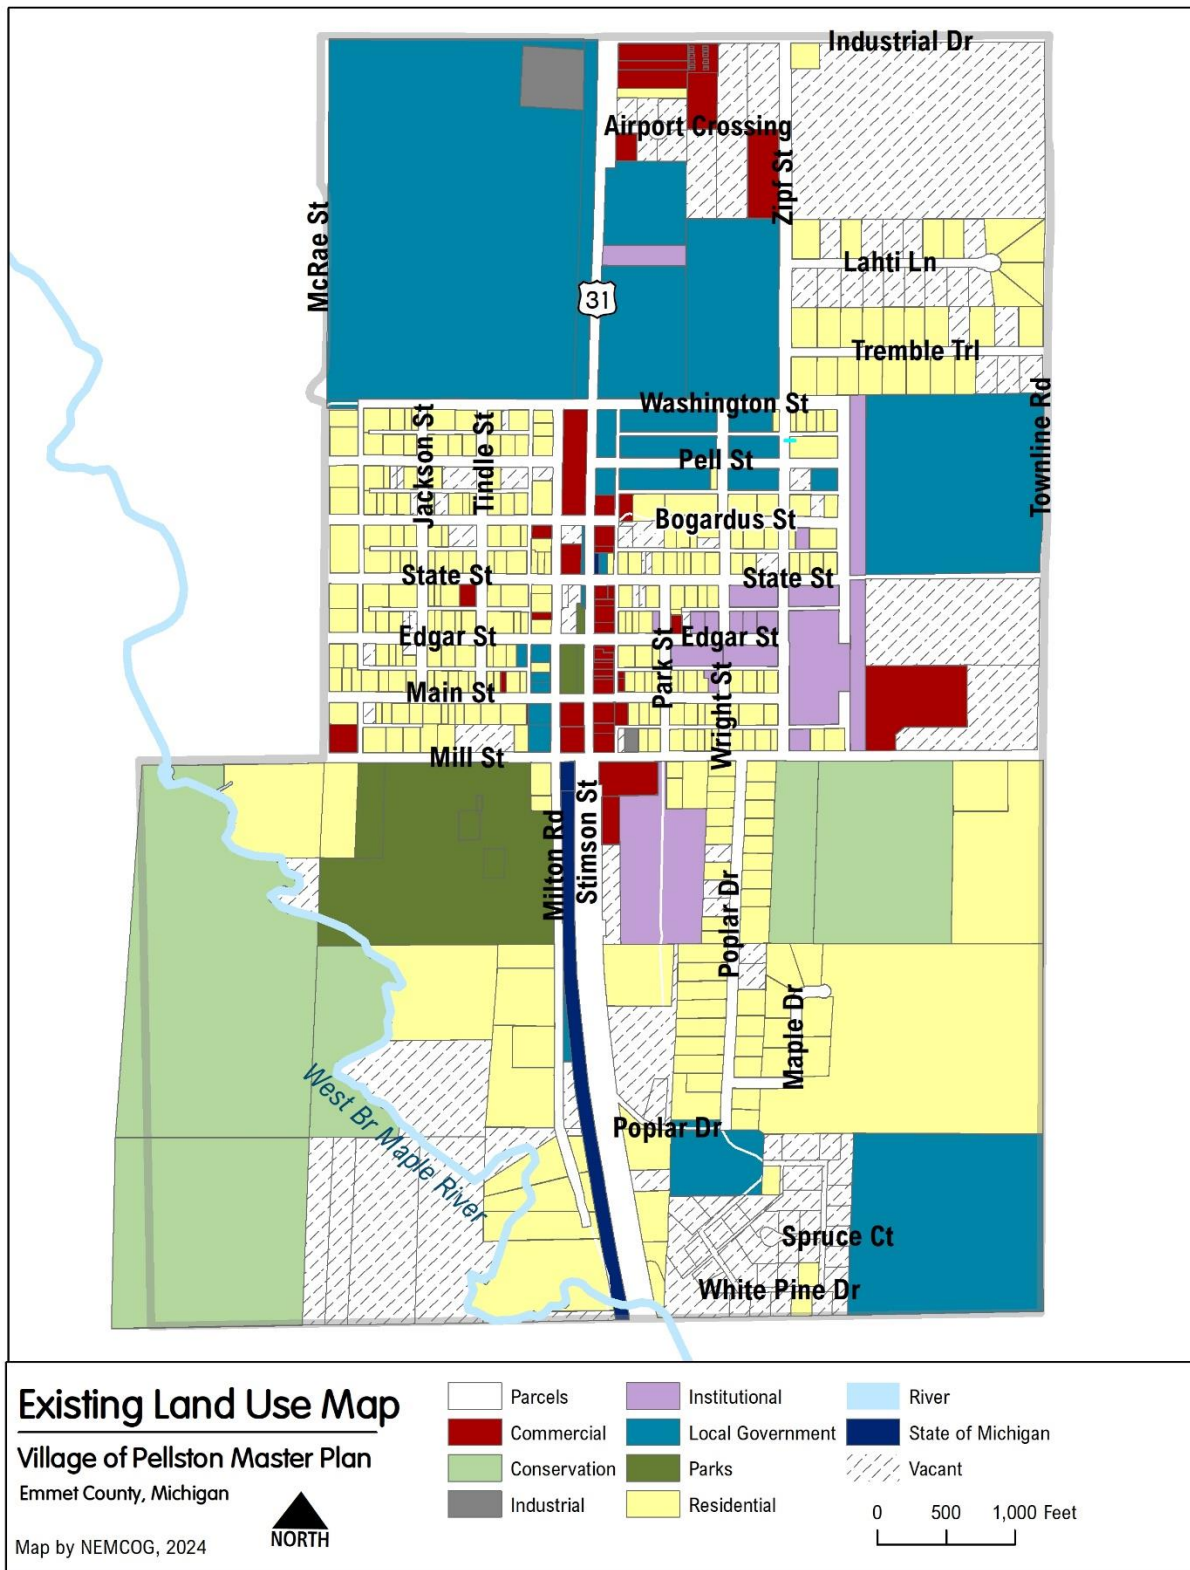 Industrial Dr
Airport Crossing
Zipf St
McRae St
Lahti Ln
31
Tremble Trl
Washington St
Townline Rd
Jackson St
Tindle St
Pell St
Bogardus St
State St
State St
Edgar St
Edgar St
Park St
Main St
Wright St
Mill St
Milton Rd
Stimson St
Poplar Dr
Maple Dr
West Br Maple River
Poplar Dr
Spruce Ct
White Pine Dr
Existing Land Use Map
Village of Pellston Master Plan
Emmet County, Michigan
NORTH
Map by NEMCOG, 2024
Parcels
Commercial
Conservation
Industrial
Institutional
Local Government
Parks
Residential
River
State of Michigan
Vacant
0 500 1,000 Feet